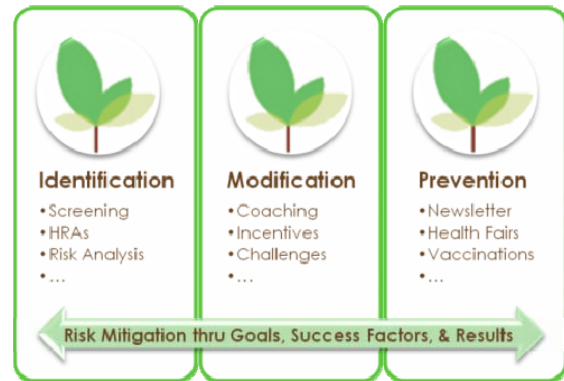 Identification
•Screening
•HRAs
•Risk Analysis
•...
Modification
•Coaching
•Incentives
•Challenges
•...
Prevention
•Newsletter
•Health Fairs
•Vaccinations
•...
Risk Mitigation thru Goals, Success Factors, & Results